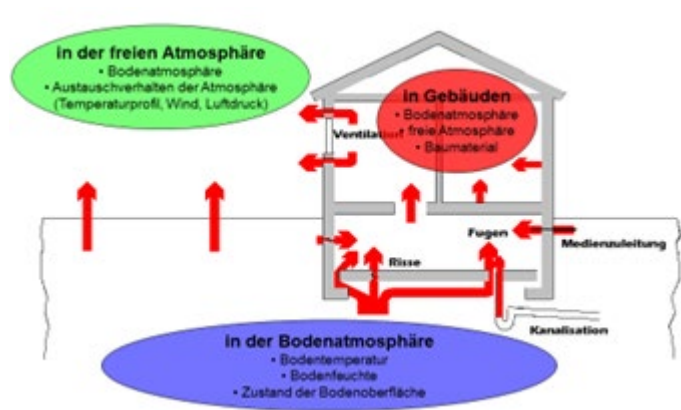 in der freien Atmosphäre
• Bodenatmosphäre
• Austauschverhalten der Atmosphäre
(Temperaturprofil, Wind, Luftdruck)
in Gebäuden
• Bodenatmosphäre
• freie Atmosphäre
• Baumaterial
Ventilation
Fugen
Medienzuleitung
Risse
Kanalisation
in der Bodenatmosphäre
• Bodentemperatur
• Bodenfeuchte
• Zustand der Bodenoberfläche